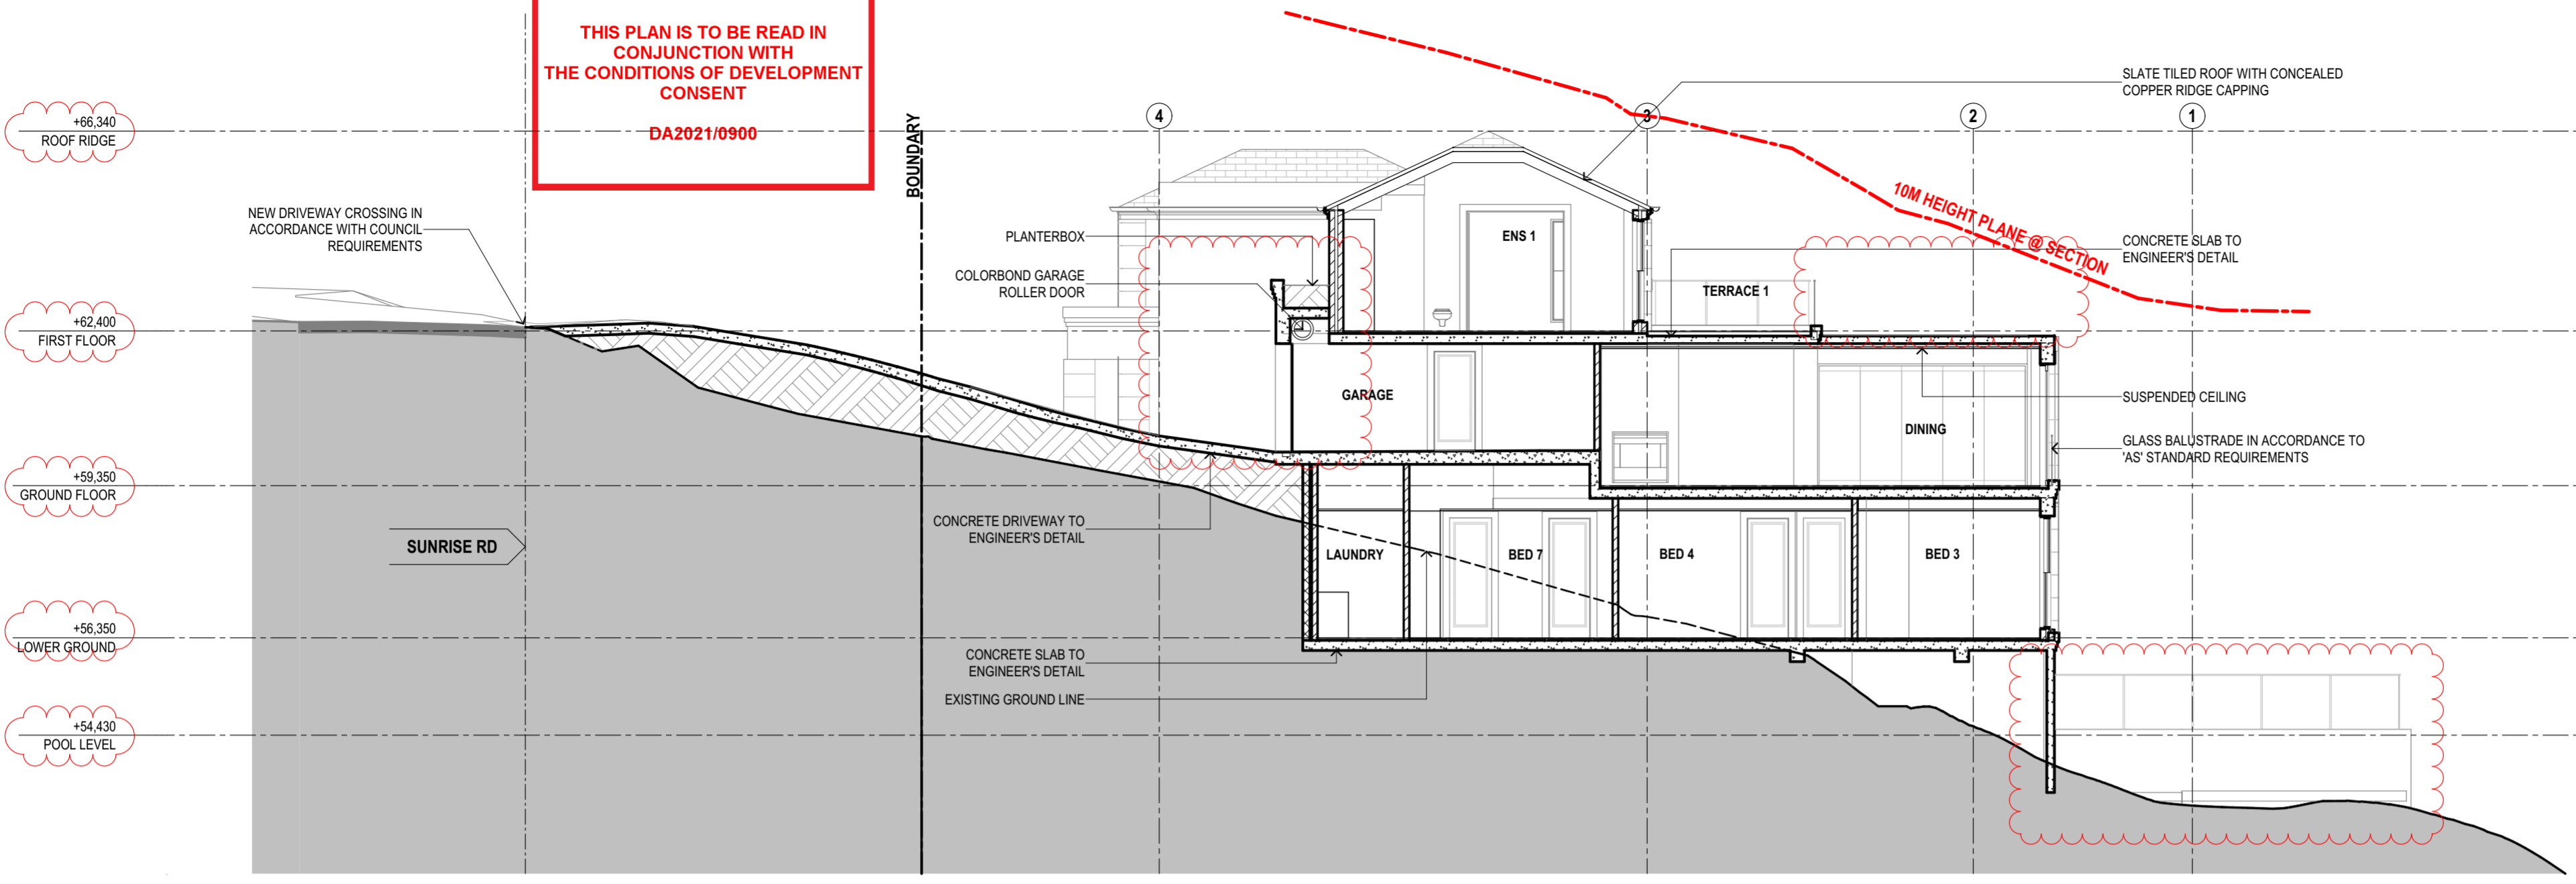 THIS PLAN IS TO BE READ IN
CONJUNCTION WITH
THE CONDITIONS OF DEVELOPMENT
CONSENT
DA2021/0900
+66,340
ROOF RIDGE
+62,400
FIRST FLOOR
+59,350
GROUND FLOOR
+56,350
LOWER GROUND
+54,430
POOL LEVEL
NEW DRIVEWAY CROSSING IN
ACCORDANCE WITH COUNCIL
REQUIREMENTS
SUNRISE RD
BOUNDARY
4
3
2
1
PLANTERBOX
COLORBOND GARAGE
ROLLER DOOR
CONCRETE DRIVEWAY TO
ENGINEER'S DETAIL
CONCRETE SLAB TO
ENGINEER'S DETAIL
EXISTING GROUND LINE
ENS 1
TERRACE 1
GARAGE
DINING
LAUNDRY
BED 7
BED 4
BED 3
10M HEIGHT PLANE @ SECTION
SLATE TILED ROOF WITH CONCEALED
COPPER RIDGE CAPPING
CONCRETE SLAB TO
ENGINEER'S DETAIL
SUSPENDED CEILING
GLASS BALUSTRADE IN ACCORDANCE TO
'AS' STANDARD REQUIREMENTS